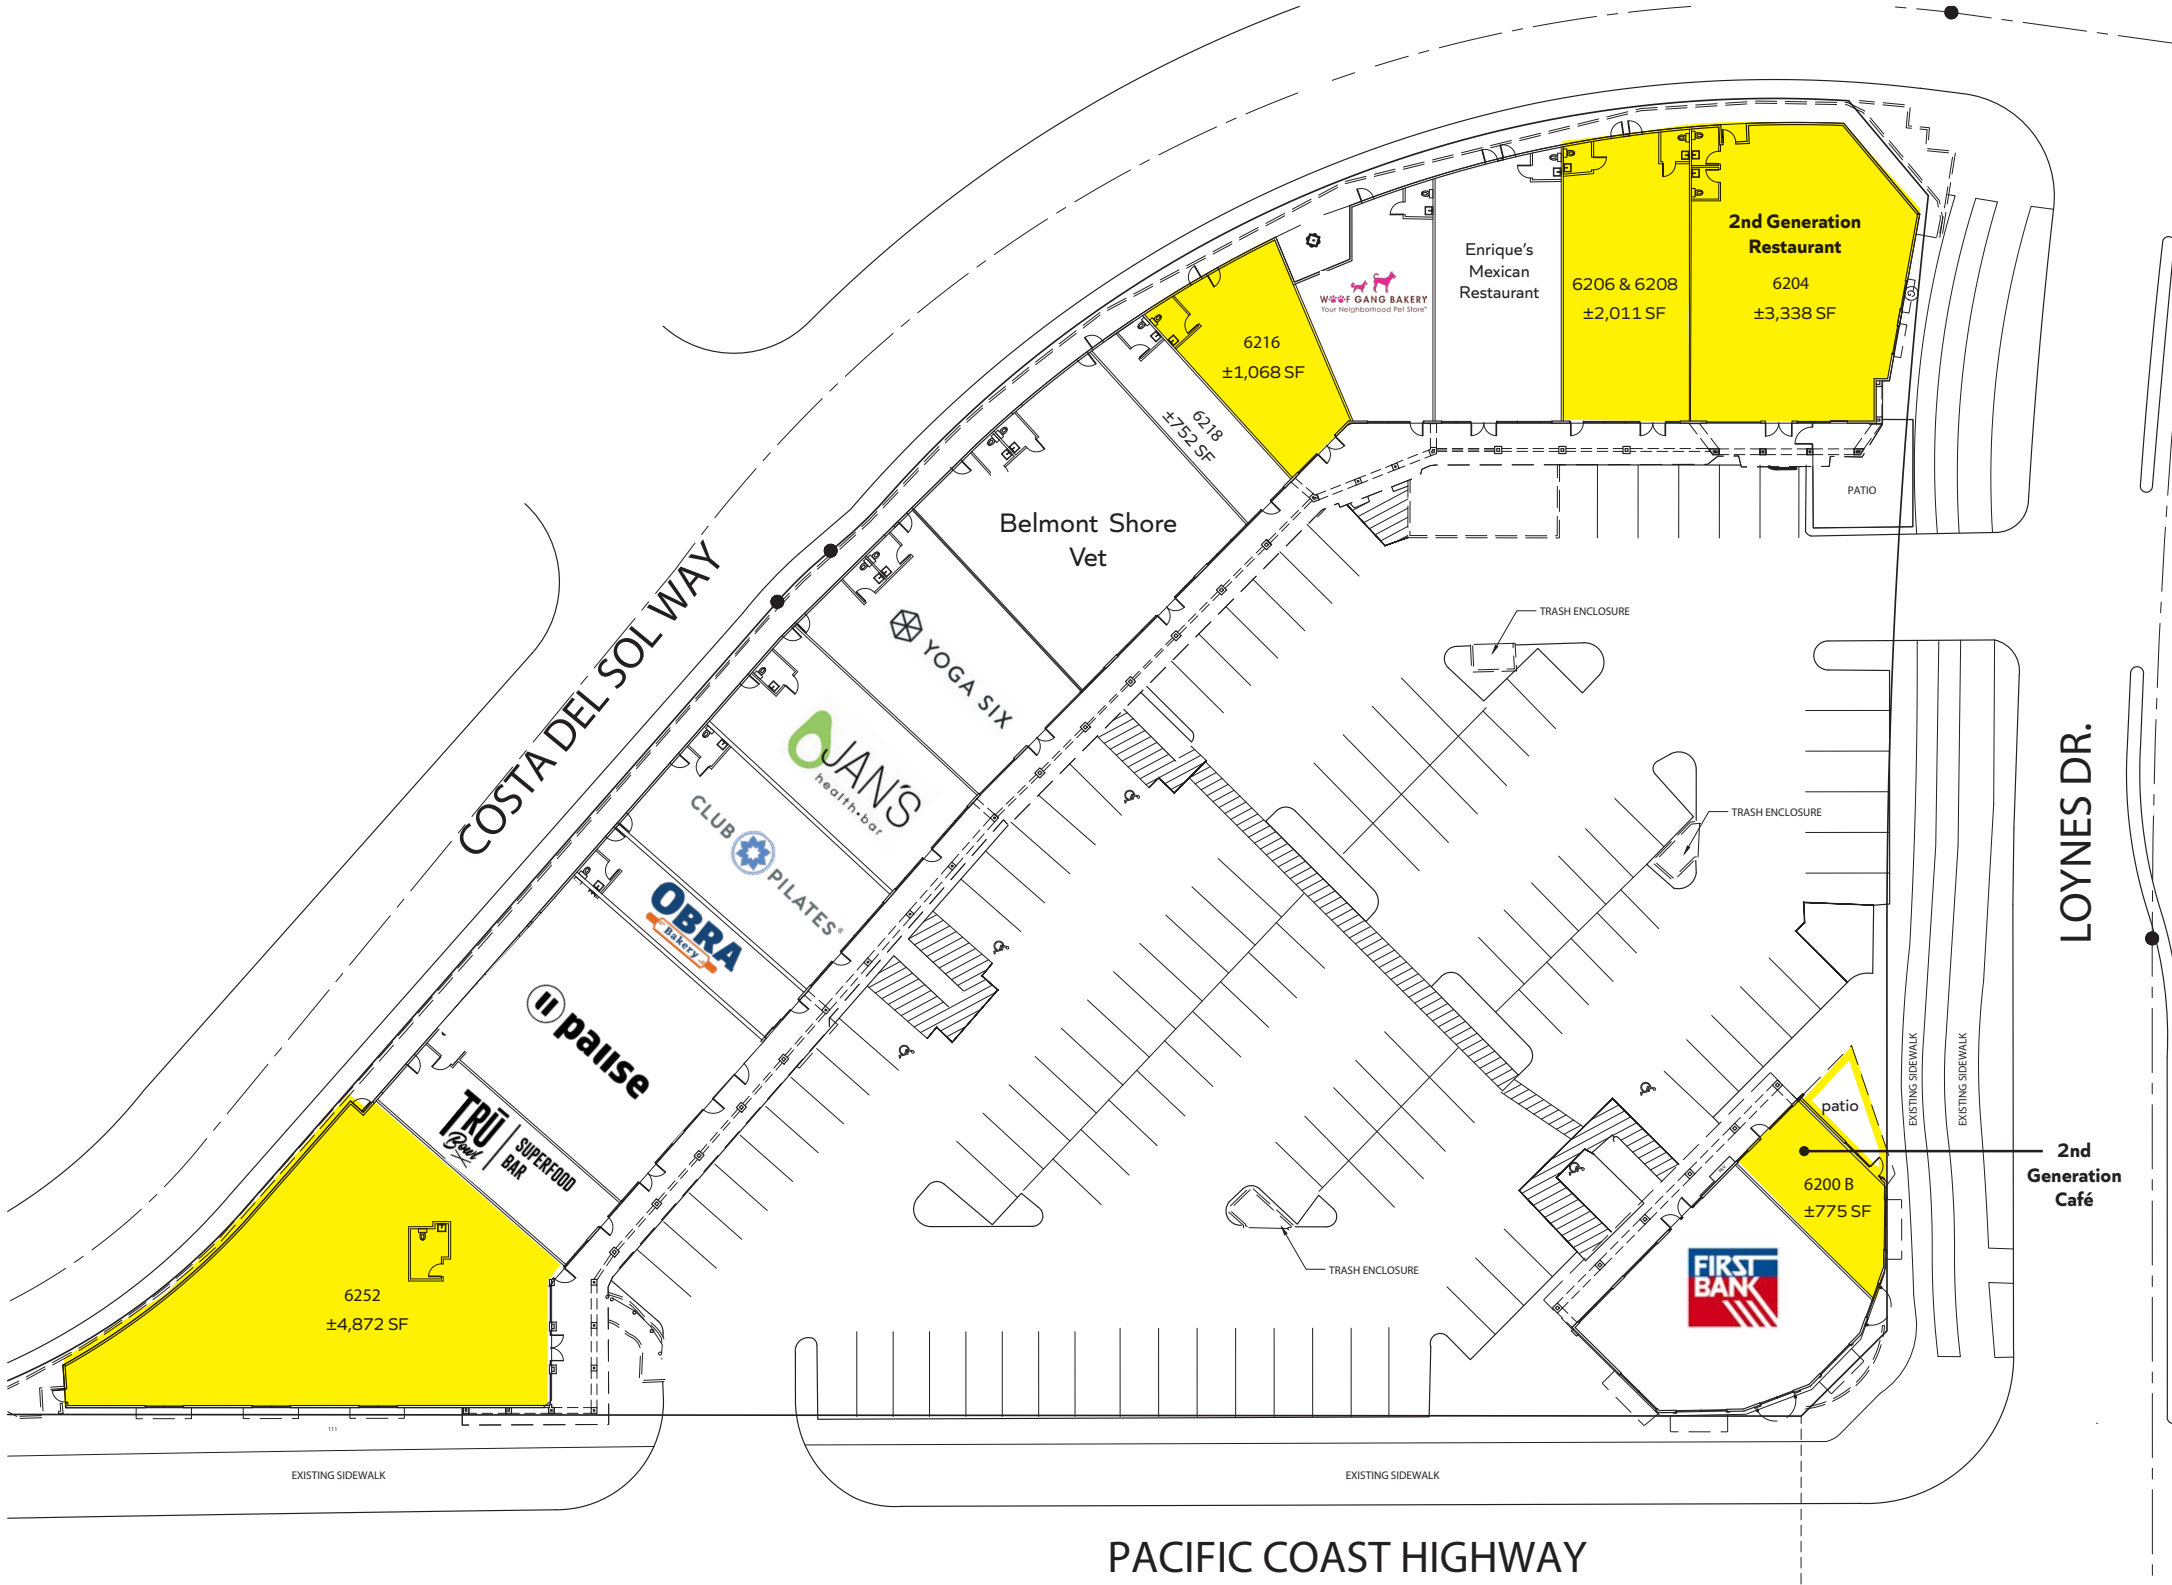 2nd Generation
Restaurant
6204
±3,338 SF
6206 & 6208
±2,011 SF
Enrique's
Mexican
Restaurant
WOOF GANG BAKERY
Your Neighborhood Pet Store®
6216
±1,068 SF
6218
±752 SF
Belmont Shore
Vet
YOGA SIX
JAN'S
health•bar
CLUB PILATES®
OBRA
Bakery
pause
TRŪ
Bowl
SUPERFOOD
BAR
6252
±4,872 SF
COSTA DEL SOL WAY
PATIO
TRASH ENCLOSURE
TRASH ENCLOSURE
TRASH ENCLOSURE
LOYNES DR.
EXISTING SIDEWALK
EXISTING SIDEWALK
patio
2nd
Generation
Café
6200 B
±775 SF
FIRST
BANK
EXISTING SIDEWALK
EXISTING SIDEWALK
PACIFIC COAST HIGHWAY